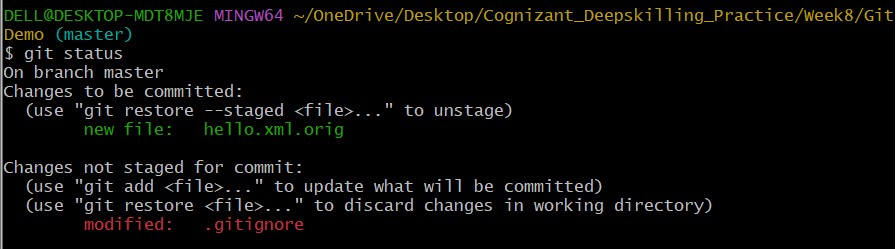 DELL@DESKTOP-MDT8MJE MINGW64 ~/OneDrive/Desktop/Cognizant_Deepskilling_Practice/Week8/Git
Demo (master)
$ git status
On branch master
Changes to be committed:
  (use "git restore --staged <file>..." to unstage)
        new file:   hello.xml.orig

Changes not staged for commit:
  (use "git add <file>..." to update what will be committed)
  (use "git restore <file>..." to discard changes in working directory)
        modified:   .gitignore